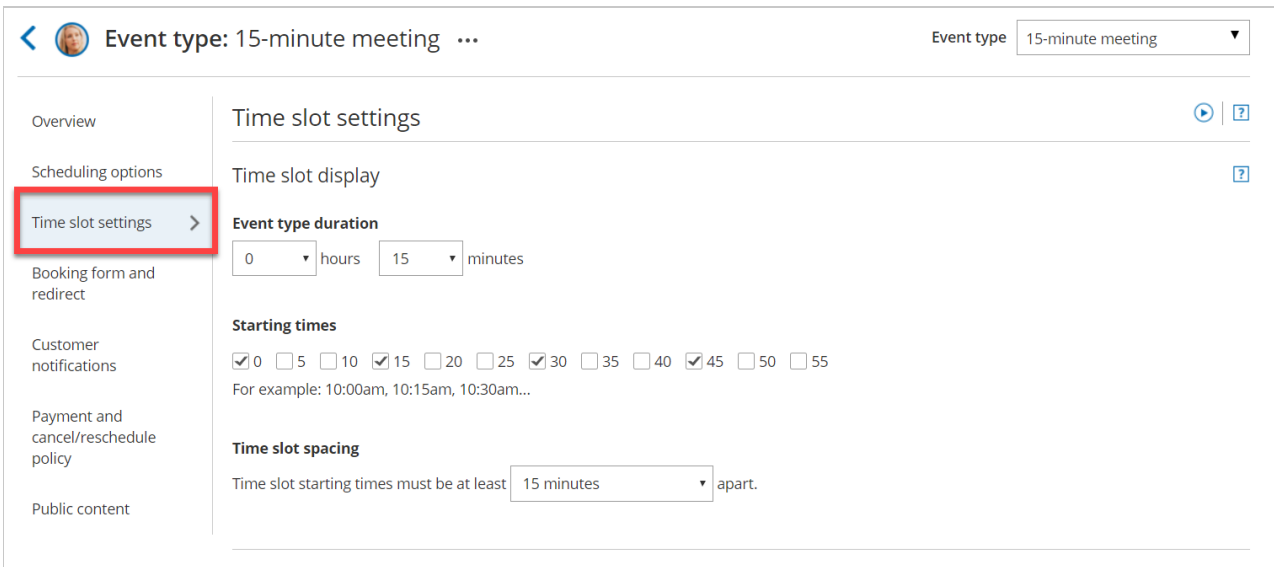 Event type: 15-minute meeting ...
Event type 15-minute meeting
Overview
Scheduling options
Time slot settings
Booking form and
redirect
Customer
notifications
Payment and
cancel/reschedule
policy
Public content
Time slot settings
?
Time slot display
?
Event type duration
0 hours 15 minutes
Starting times
0 5 10 15 20 25 30 35 40 45 50 55
For example: 10:00am, 10:15am, 10:30am...
Time slot spacing
Time slot starting times must be at least 15 minutes apart.